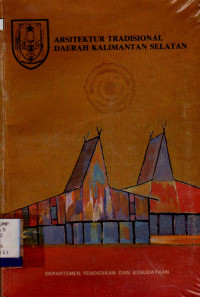 ARSITEKTUR TRADISIONAL
DAERAH KALIMANTAN SELATAN
DEPARTEMEN PENDIDIKAN DAN KEBUDAYAAN